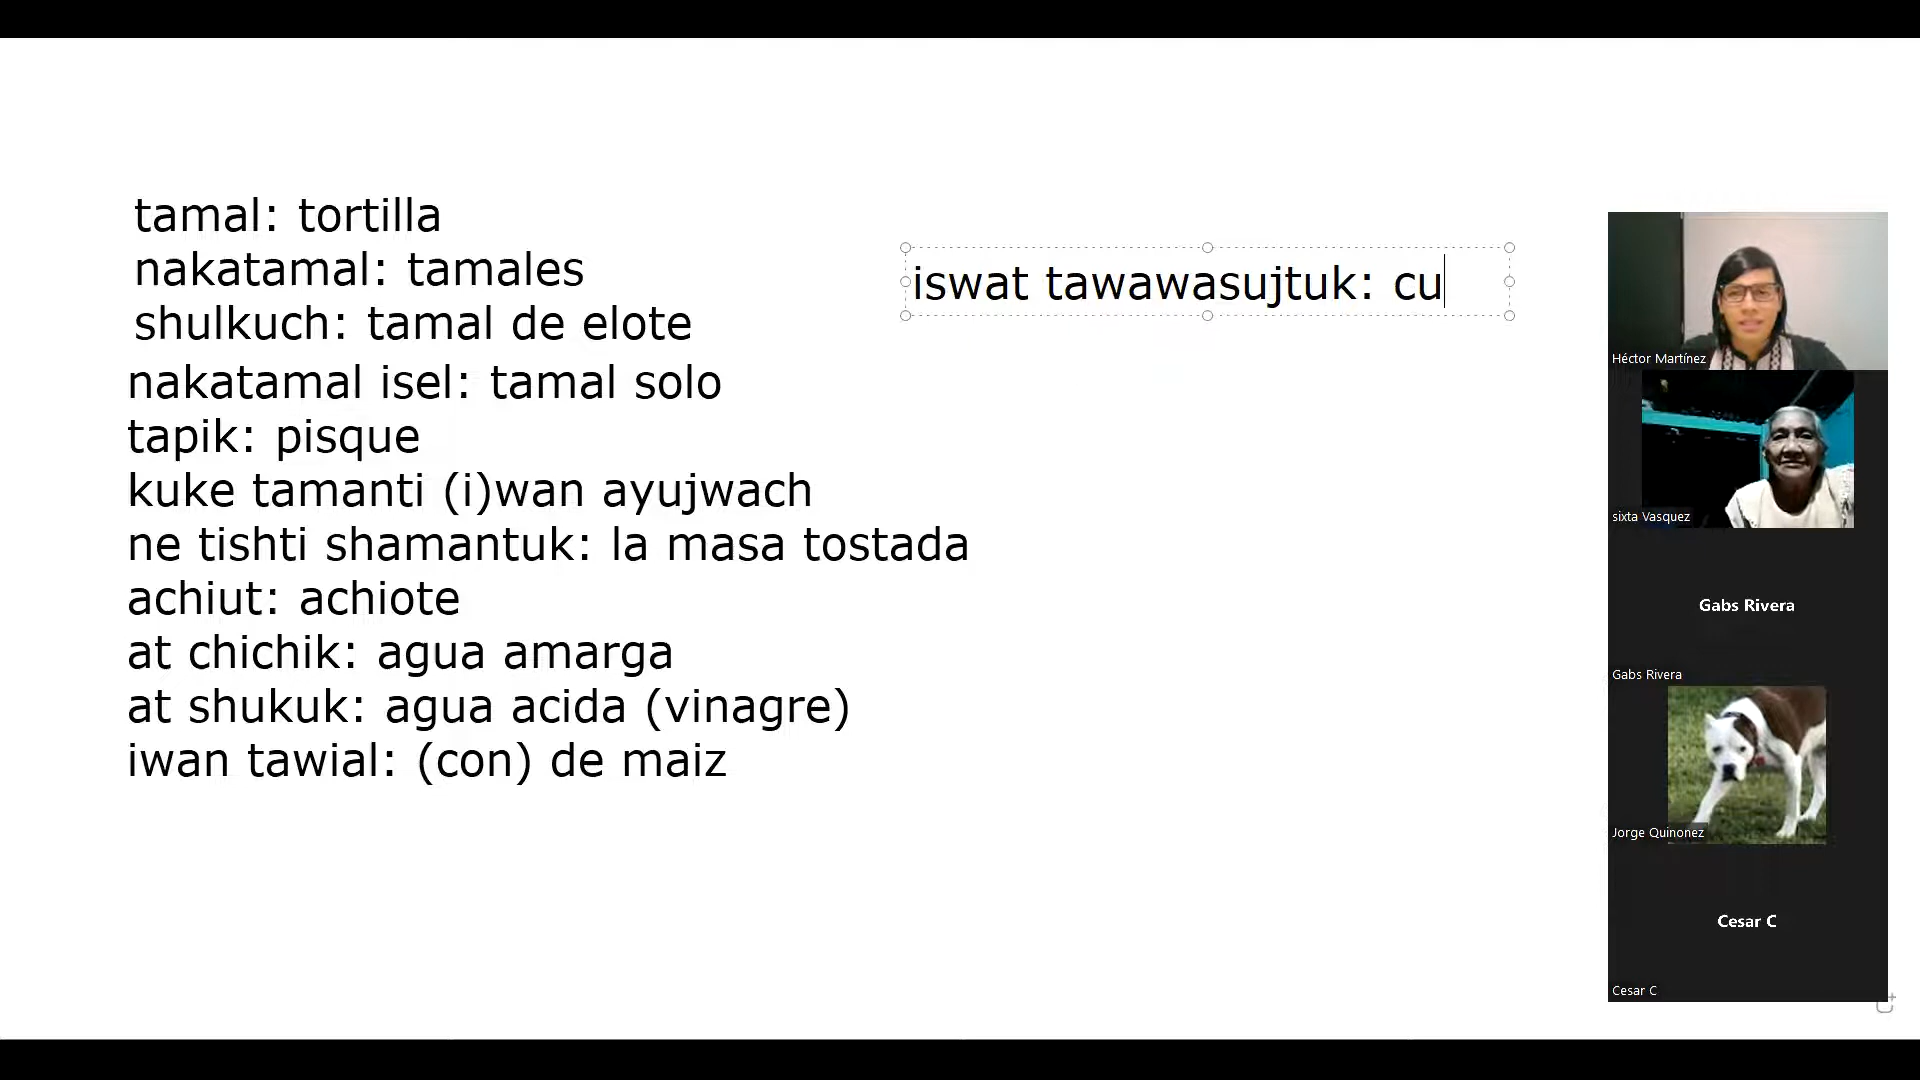 tamal: tortilla
nakatamal: tamales
shulkuch: tamal de elote
nakatamal isel: tamal solo
tapik: pisque
kuke tamanti (i)wan ayujwach
ne tishti shamantuk: la masa tostada
achiut: achiote
at chichik: agua amarga
at shukuk: agua acida (vinagre)
iwan tawial: (con) de maiz
iswat tawawasujtuk: cu
Héctor Martínez
sixta Vasquez
Gabs Rivera
Gabs Rivera
Jorge Quinonez
Cesar C
Cesar C